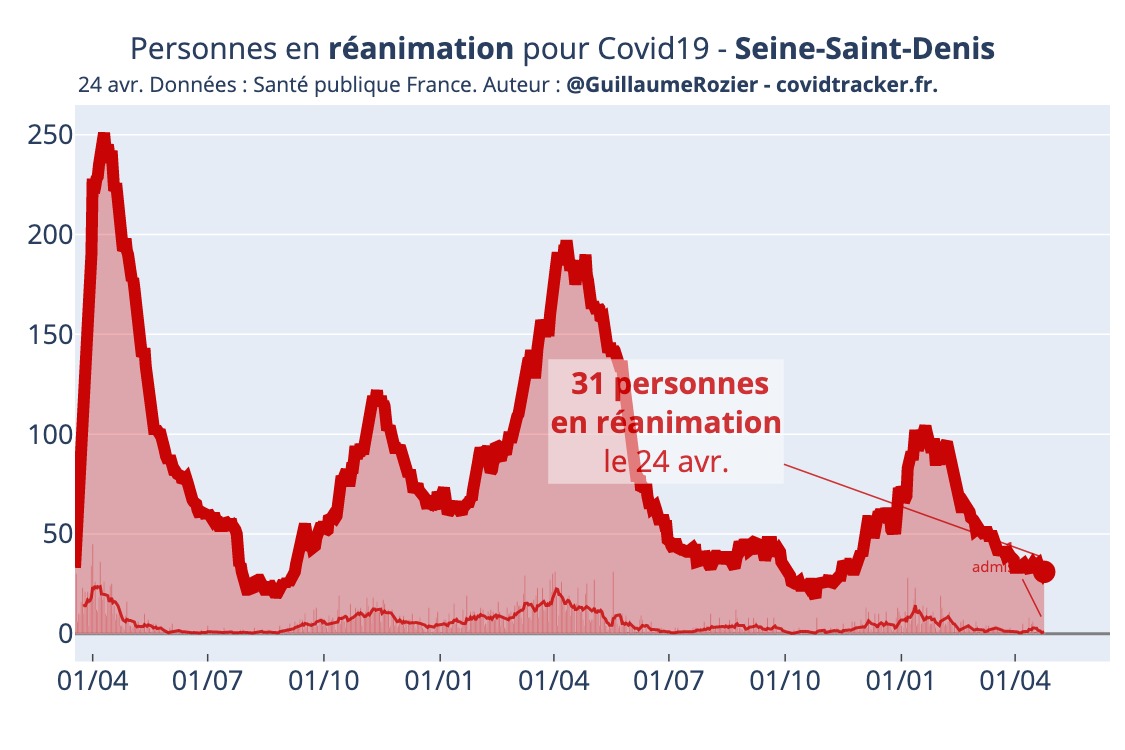 Personnes en réanimation pour Covid19 - Seine-Saint-Denis
24 avr. Données : Santé publique France. Auteur : @GuillaumeRozier - covidtracker.fr.
250
200
150
100
50
0
31 personnes
en réanimation
le 24 avr.
01/04 01/07 01/10 01/01 01/04 01/07 01/10 01/01 01/04